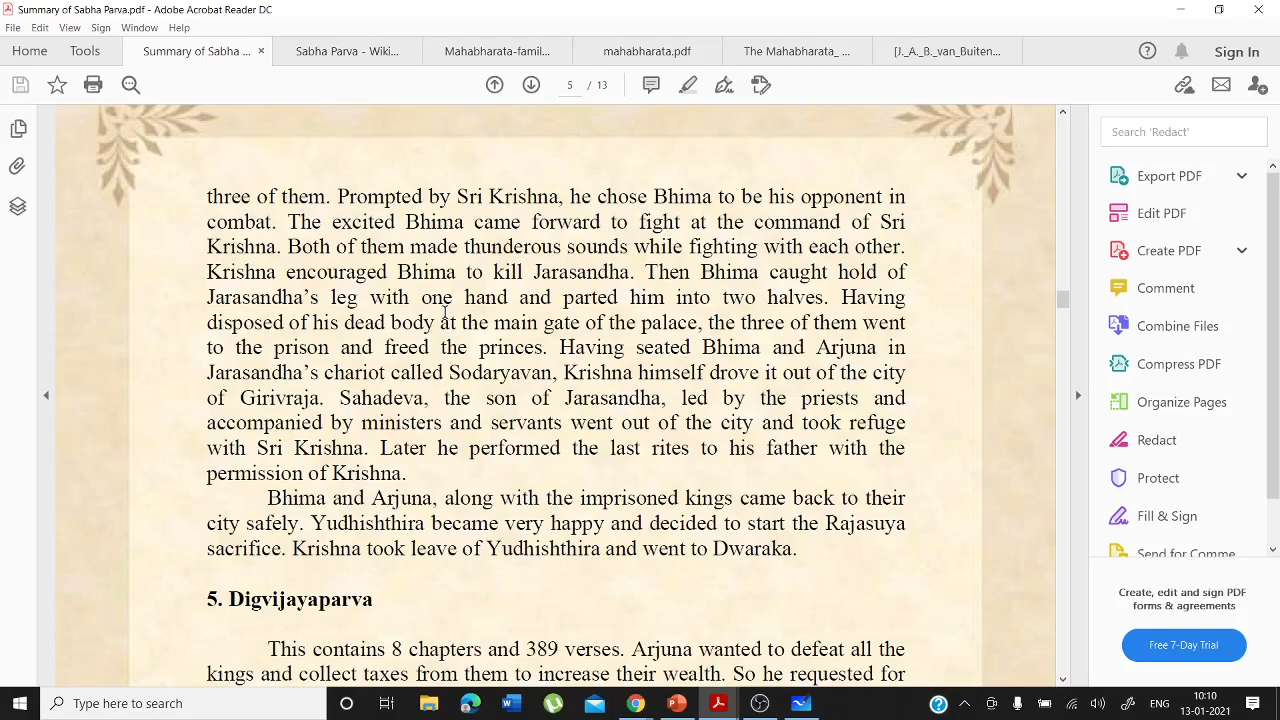 Summary of Sabha Parva.pdf - Adobe Acrobat Reader DC
File Edit View Sign Window Help
Home Tools Summary of Sabha ... × Sabha Parva - Wiki... Mahabharata-famil... mahabharata.pdf The Mahabharata_ ... [J._A._B._van_Buiten... Sign In
5 / 13
three of them. Prompted by Sri Krishna, he chose Bhima to be his opponent in
combat. The excited Bhima came forward to fight at the command of Sri
Krishna. Both of them made thunderous sounds while fighting with each other.
Krishna encouraged Bhima to kill Jarasandha. Then Bhima caught hold of
Jarasandha's leg with one hand and parted him into two halves. Having
disposed of his dead body at the main gate of the palace, the three of them went
to the prison and freed the princes. Having seated Bhima and Arjuna in
Jarasandha's chariot called Sodaryavan, Krishna himself drove it out of the city
of Girivraja. Sahadeva, the son of Jarasandha, led by the priests and
accompanied by ministers and servants went out of the city and took refuge
with Sri Krishna. Later he performed the last rites to his father with the
permission of Krishna.
Bhima and Arjuna, along with the imprisoned kings came back to their
city safely. Yudhishthira became very happy and decided to start the Rajasuya
sacrifice. Krishna took leave of Yudhishthira and went to Dwaraka.
5. Digvijayaparva
This contains 8 chapters and 389 verses. Arjuna wanted to defeat all the
kings and collect taxes from them to increase their wealth. So he requested for
Search 'Redact'
Export PDF
Edit PDF
Create PDF
Comment
Combine Files
Compress PDF
Organize Pages
Redact
Protect
Fill & Sign
Send for Comme
Create, edit and sign PDF
forms & agreements
Free 7-Day Trial
Type here to search
ENG
10:10
13-01-2021